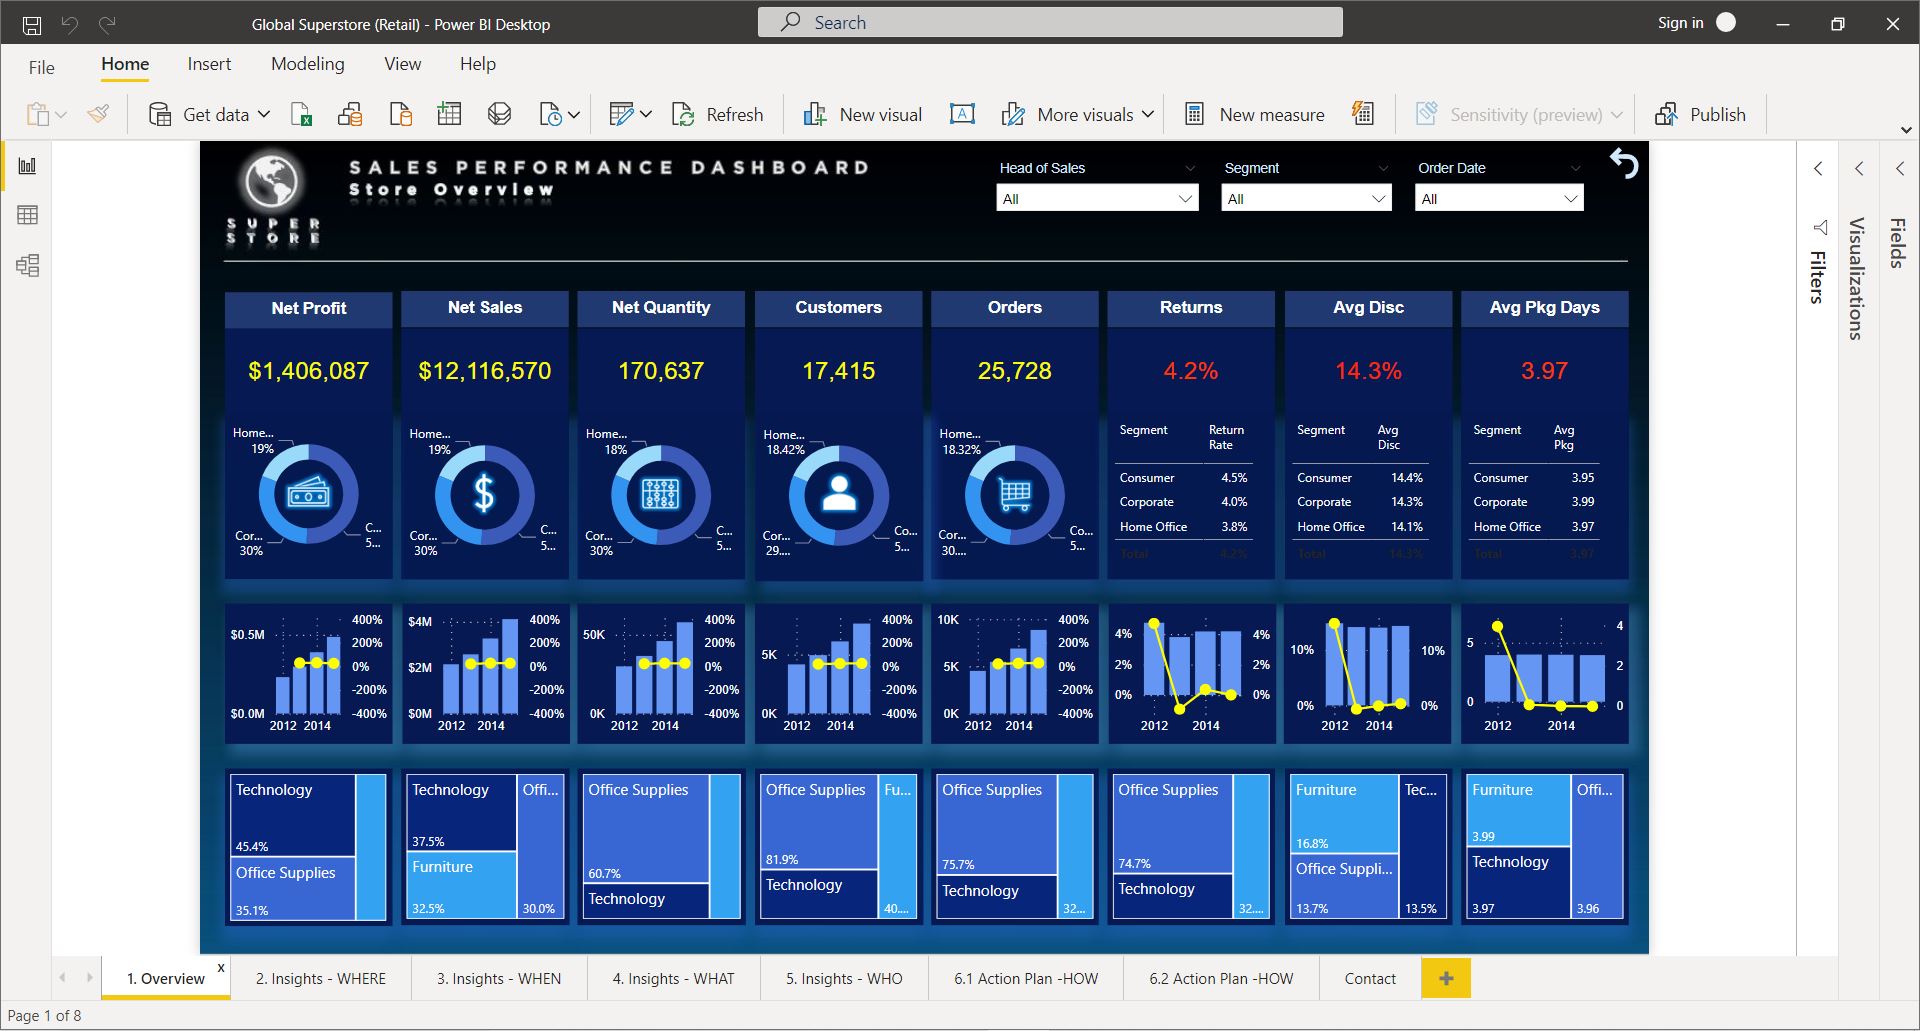 Global Superstore (Retail) - Power BI Desktop
Search
Sign in
File
Home
Insert
Modeling
View
Help
Get data
Refresh
New visual
More visuals
New measure
Sensitivity (preview)
Publish
SALES PERFORMANCE DASHBOARD
Store Overview
SUPER
STORE
Head of Sales
Segment
Order Date
All
All
All
Filters
Visualizations
Fields
Net Profit
Net Sales
Net Quantity
Customers
Orders
Returns
Avg Disc
Avg Pkg Days
$1,406,087
$12,116,570
170,637
17,415
25,728
4.2%
14.3%
3.97
Home...
19%
Cor...
30%
C...
5...
Home...
19%
Cor...
30%
C...
5...
Home...
18%
Cor...
30%
C...
5...
Home...
18.42%
Cor...
29....
Co...
5...
Home...
18.32%
Cor...
30....
Co...
5...
Segment Return
Rate
Consumer 4.5%
Corporate 4.0%
Home Office 3.8%
Total 4.2%
Segment Avg
Disc
Consumer 14.4%
Corporate 14.3%
Home Office 14.1%
Total 14.3%
Segment Avg
Pkg
Consumer 3.95
Corporate 3.99
Home Office 3.97
Total 3.97
$0.5M
$0.0M
400%
200%
0%
-200%
-400%
2012 2014
$4M
$2M
$0M
400%
200%
0%
-200%
-400%
2012 2014
50K
0K
400%
200%
0%
-200%
-400%
2012 2014
5K
0K
400%
200%
0%
-200%
-400%
2012 2014
10K
5K
0K
400%
200%
0%
-200%
-400%
2012 2014
4%
2%
0%
4%
2%
0%
2012 2014
10%
0%
10%
0%
2012 2014
5
0
4
2
0
2012 2014
Technology
45.4%
Office Supplies
35.1%
Technology
37.5%
Furniture
32.5%
Offi...
30.0%
Office Supplies
60.7%
Technology
Office Supplies
81.9%
Technology
Fu...
40....
Office Supplies
75.7%
Technology
32...
Office Supplies
74.7%
Technology
32....
Furniture
16.8%
Office Suppli...
13.7%
Tec...
13.5%
Furniture
3.99
Technology
3.97
Offi...
3.96
1. Overview
x
2. Insights - WHERE
3. Insights - WHEN
4. Insights - WHAT
5. Insights - WHO
6.1 Action Plan -HOW
6.2 Action Plan -HOW
Contact
+
Page 1 of 8